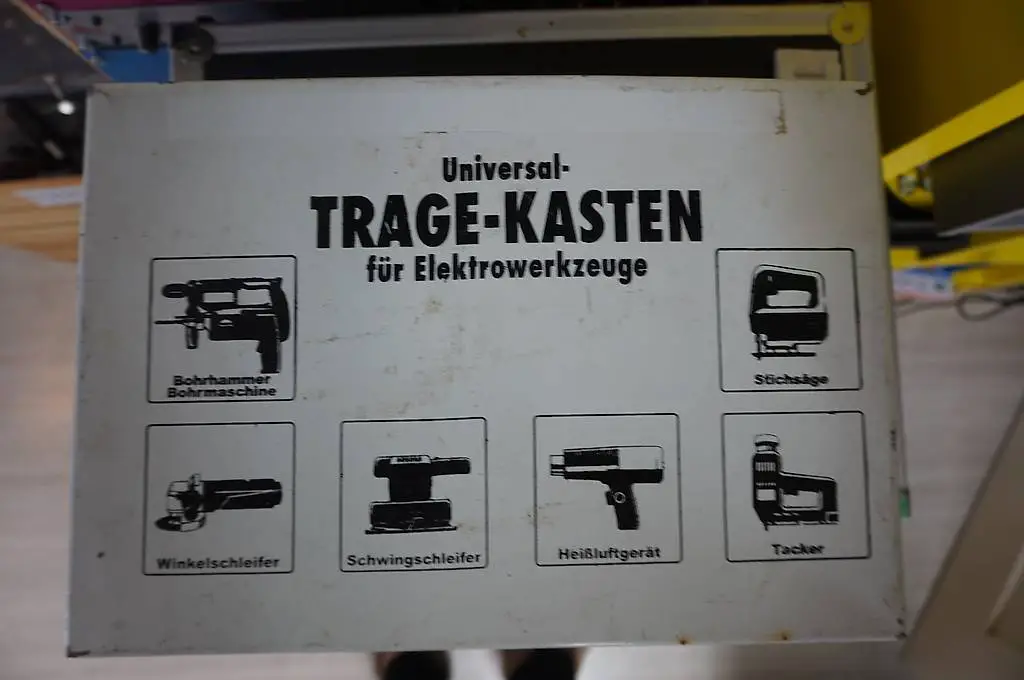 Universal-
TRAGE-KASTEN
für Elektrowerkzeuge
Bohrhammer
Bohrmaschine
Stichsäge
Winkelschleifer
Schwingschleifer
Heißluftgerät
Tacker